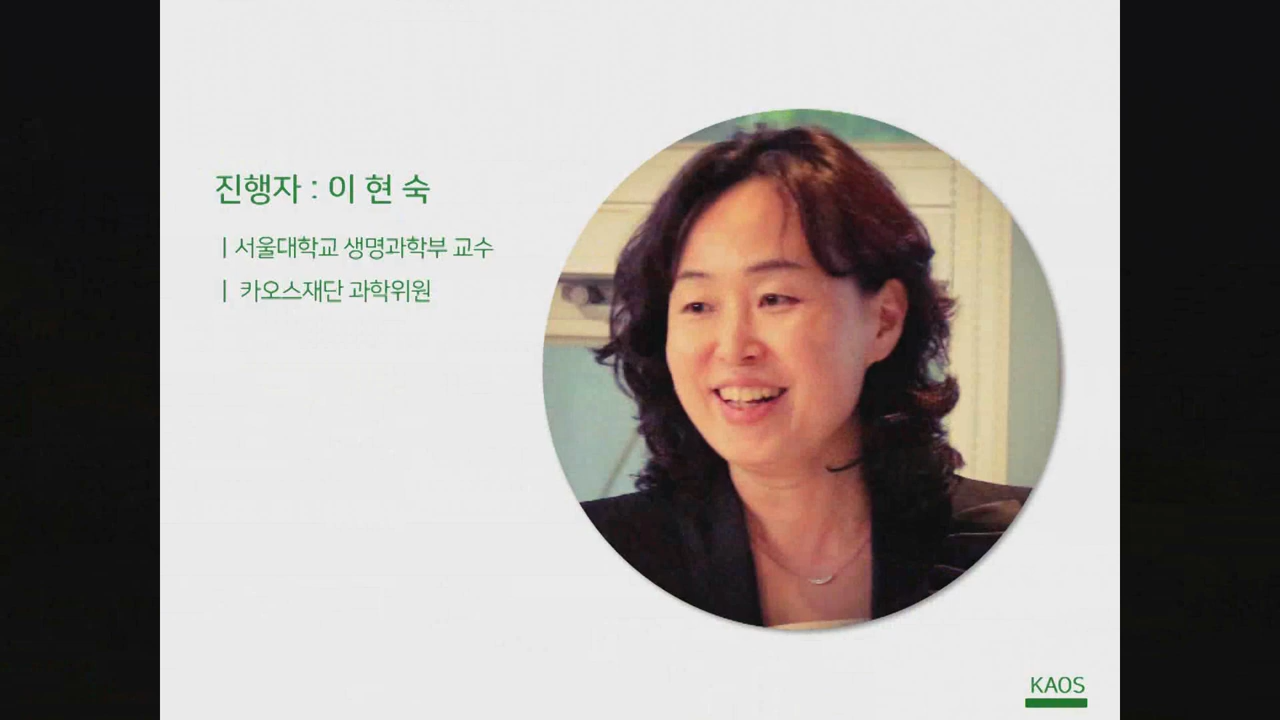 진행자 : 이 현 숙
| 서울대학교 생명과학부 교수
| 카오스재단 과학위원
KAOS